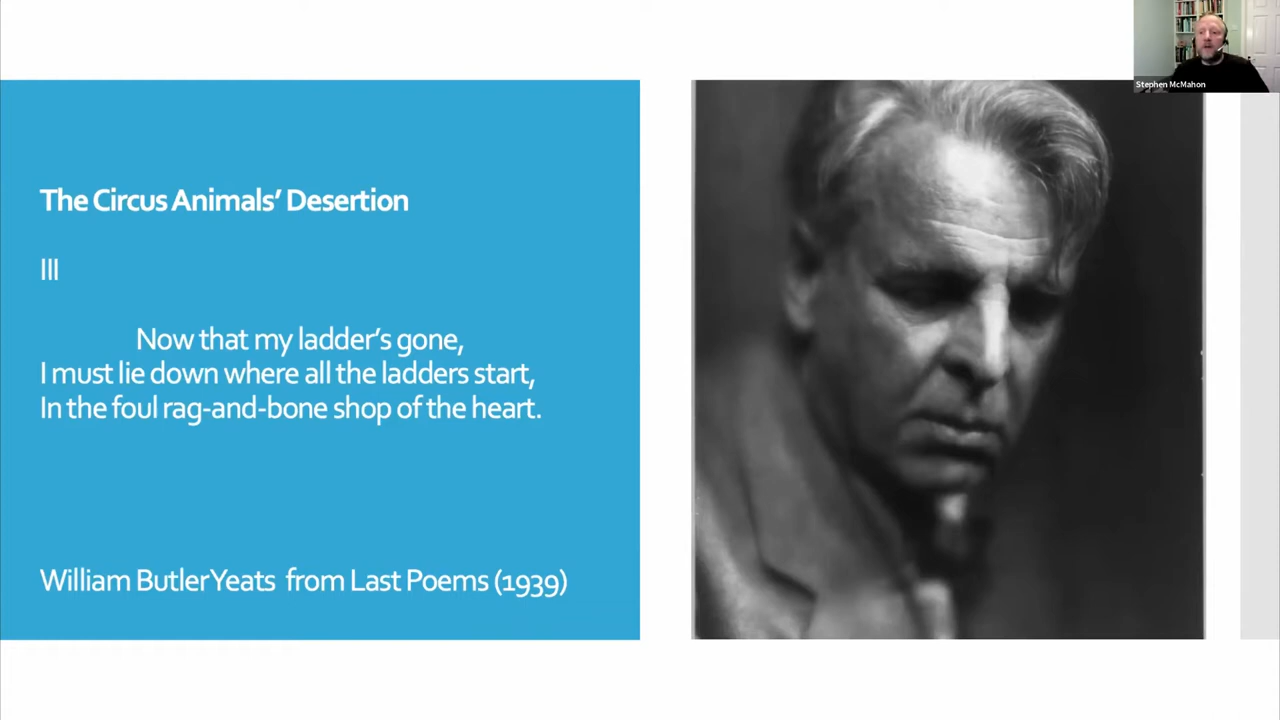 The Circus Animals’ Desertion
III
Now that my ladder’s gone,
I must lie down where all the ladders start,
In the foul rag-and-bone shop of the heart.
William Butler Yeats from Last Poems (1939)
Stephen McMahon